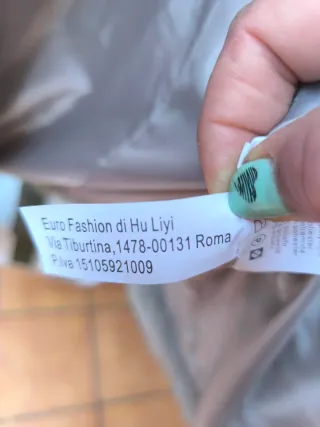 Euro Fashion di Hu Liyi
Via Tiburtina,1478-00131 Roma
P.Iva 15105921009